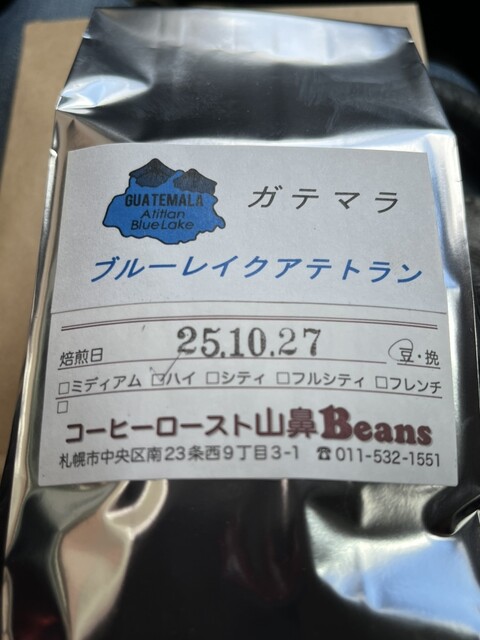 GUATEMALA
Atitlan
BlueLake
ガテマラ
ブルーレイクアテトラン
焙煎日 25.10.27 豆・挽
□ミディアム □ハイ □シティ □フルシティ □フレンチ
□
コーヒーロースト山鼻Beans
札幌市中央区南23条西9丁目3-1 ☎011-532-1551